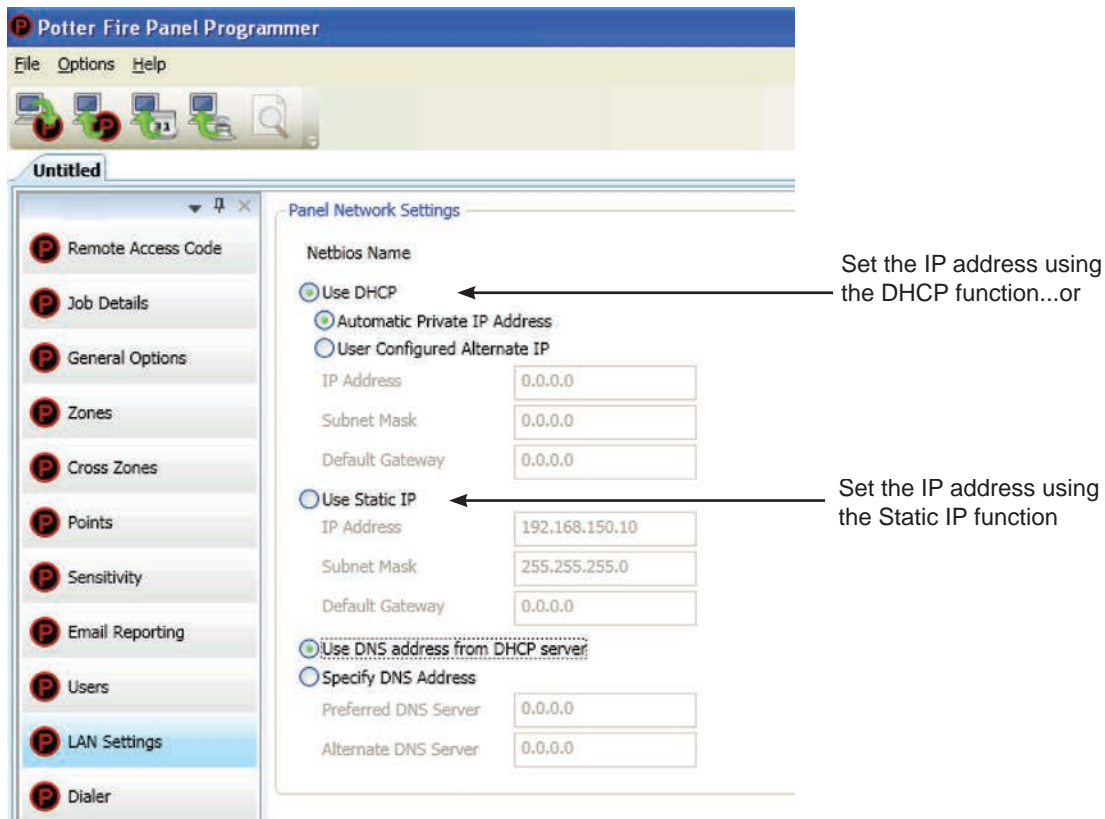 Potter Fire Panel Programmer
File Options Help
Untitled
Remote Access Code
Job Details
General Options
Zones
Cross Zones
Points
Sensitivity
Email Reporting
Users
LAN Settings
Dialer
Panel Network Settings
Netbios Name
Use DHCP
Automatic Private IP Address
User Configured Alternate IP
IP Address 0.0.0.0
Subnet Mask 0.0.0.0
Default Gateway 0.0.0.0
Use Static IP
IP Address 192.168.150.10
Subnet Mask 255.255.255.0
Default Gateway 0.0.0.0
Use DNS address from DHCP server
Specify DNS Address
Preferred DNS Server 0.0.0.0
Alternate DNS Server 0.0.0.0
Set the IP address using
the DHCP function...or
Set the IP address using
the Static IP function